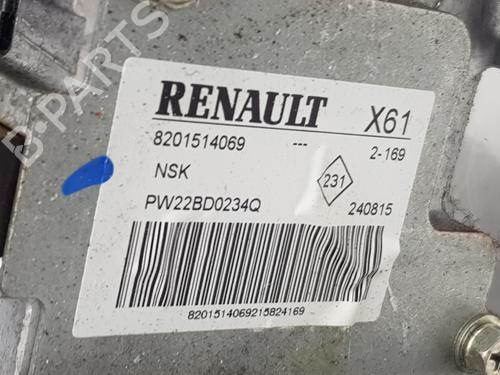 B-PARTS
RENAULT X61
8201514069 --- 2-169
NSK 231
PW22BD0234Q 240815
8201514069215824169